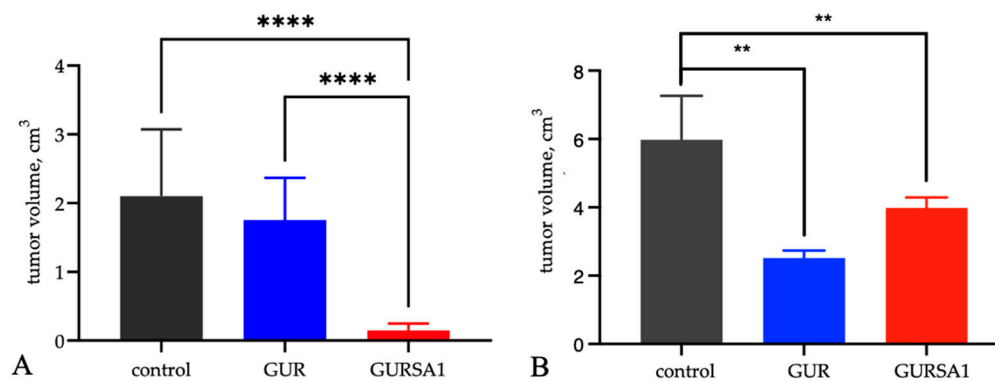 ****
****
tumor volume, cm³
4
3
2
1
0
control
GUR
GURSA1
A
**
**
tumor volume, cm³
8
6
4
2
0
control
GUR
GURSA1
B